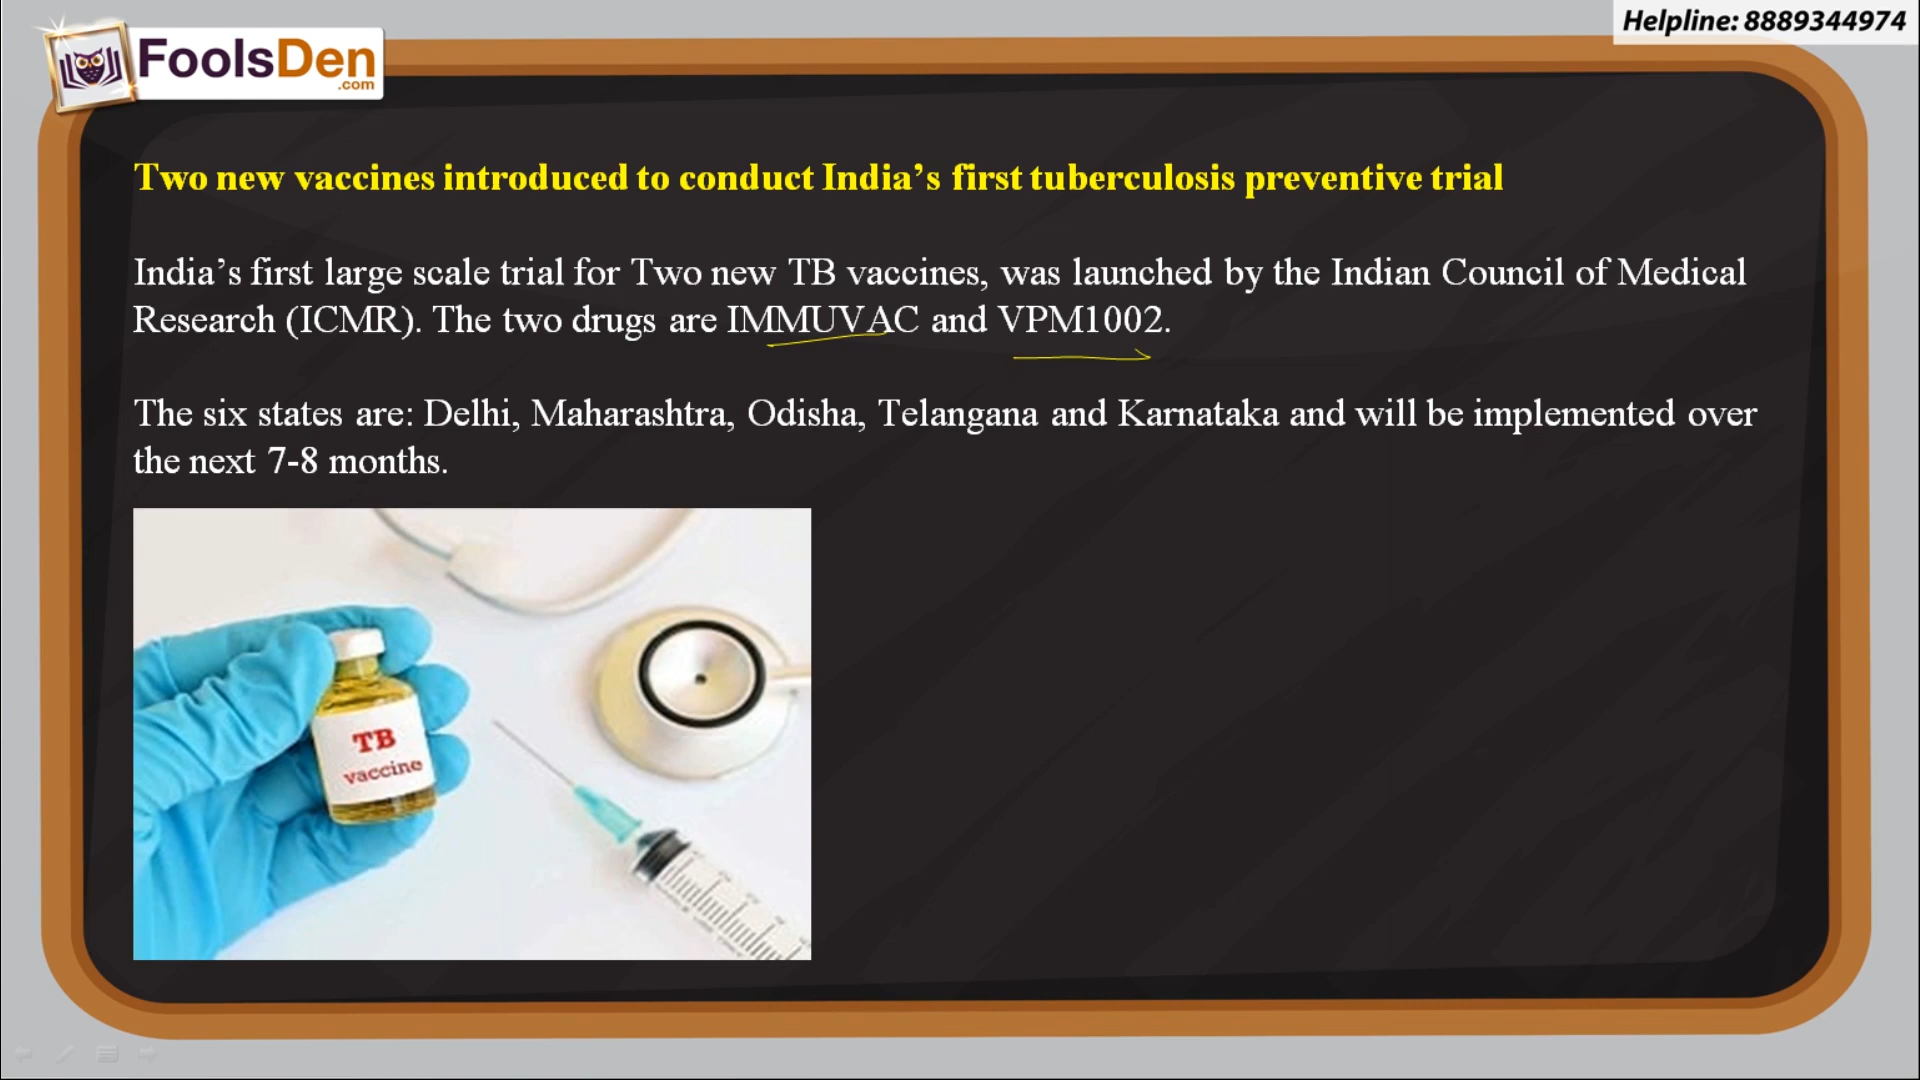 Helpline: 8889344974
FoolsDen
.com
Two new vaccines introduced to conduct India’s first tuberculosis preventive trial
India’s first large scale trial for Two new TB vaccines, was launched by the Indian Council of Medical
Research (ICMR). The two drugs are IMMUVAC and VPM1002.
The six states are: Delhi, Maharashtra, Odisha, Telangana and Karnataka and will be implemented over
the next 7-8 months.
TB
vaccine